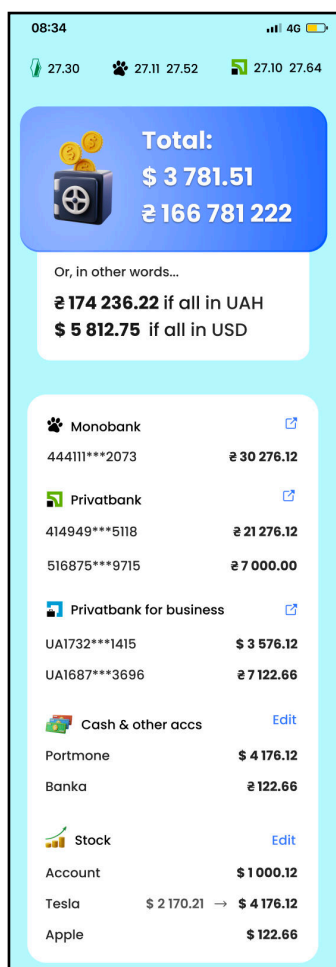 08:34 4G
27.30 27.11 27.52 27.10 27.64
Total:
$ 3 781.51
₴ 166 781 222
Or, in other words...
₴ 174 236.22 if all in UAH
$ 5 812.75 if all in USD
Monobank
444111***2073 ₴ 30 276.12
Privatbank
414949***5118 ₴ 21 276.12
516875***9715 ₴ 7 000.00
Privatbank for business
UA1732***1415 $ 3 576.12
UA1687***3696 ₴ 7 122.66
Cash & other accs Edit
Portmone $ 4 176.12
Banka ₴ 122.66
Stock Edit
Account $ 1 000.12
Tesla $ 2 170.21 → $ 4 176.12
Apple $ 122.66